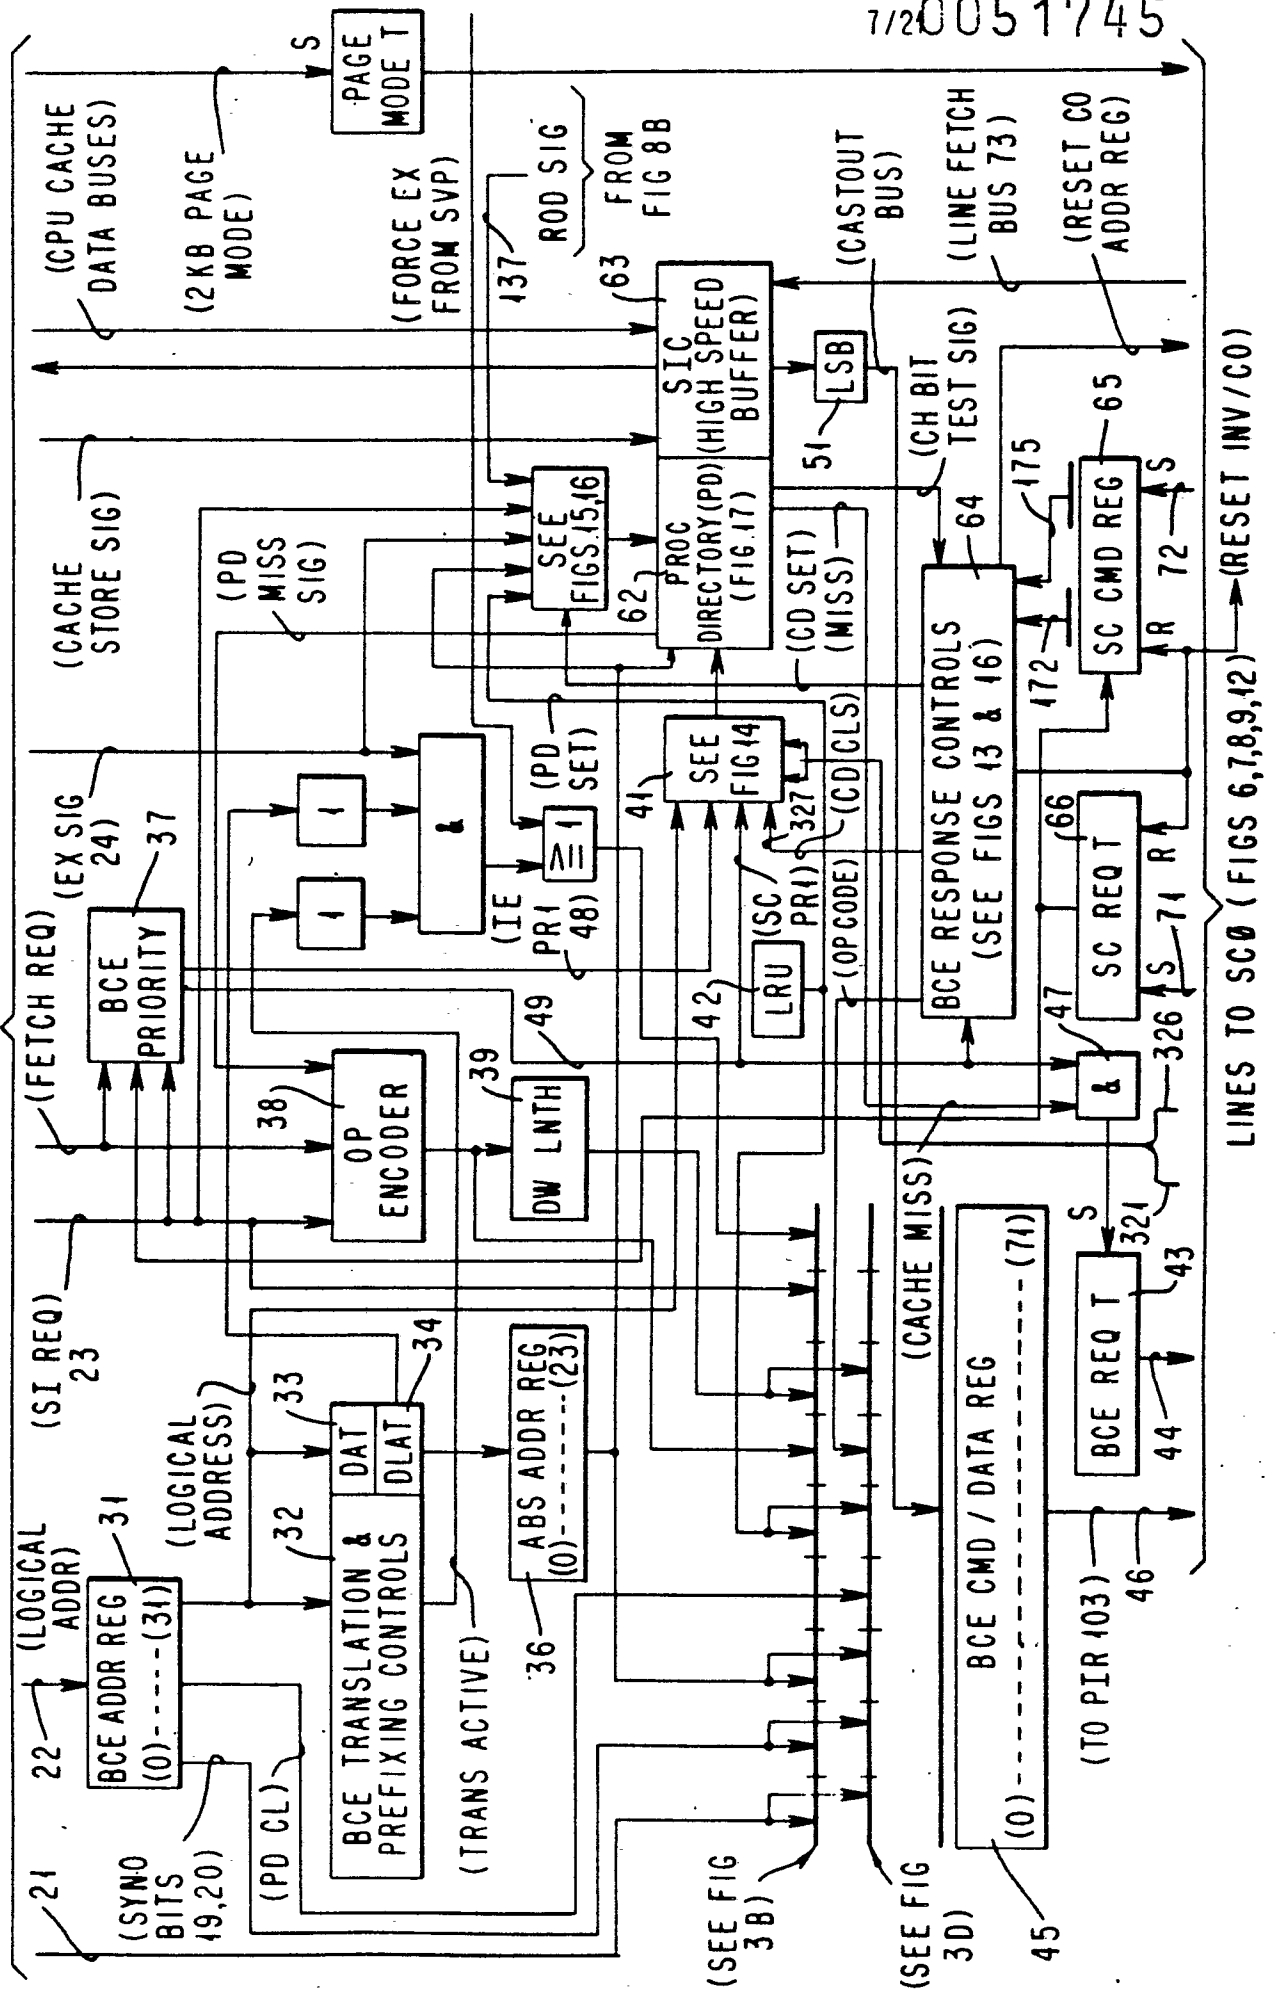 7/21
0051745
21
(SYNO
BITS
19,20)
22
(LOGICAL
ADDR)
BCE ADDR REG
(0)----(31)
31
(PD CL)
(LOGICAL
ADDRESS)
(SI REQ)
23
(FETCH REQ)
BCE
PRIORITY
37
(EX SIG
24)
(CACHE
STORE SIG)
(CPU CACHE
DATA BUSES)
(2KB PAGE
MODE)
S
PAGE
MODE T
BCE TRANSLATION &
PREFIXING CONTROLS
32
DAT
33
DLAT
34
(TRANS ACTIVE)
38
OP
ENCODER
1
1
&
(PD
MISS
SIG)
(FORCE EX
FROM SVP)
137
ROD SIG
FROM
FIG 8B
36
ABS ADDR REG
(0)------(23)
DW LNTH
39
49
(IE
PR1
48)
>=1
(PD
SET)
SEE
FIGS.15,16
62
PROC
DIRECTORY(PD)
(FIG.17)
SIC
(HIGH SPEED
BUFFER)
63
41
SEE
FIG14
42
LRU
(SC
PR1)
327
(CD CLS)
(CD SET)
(MISS)
51
LSB
(CASTOUT
BUS)
(CH BIT
TEST SIG)
(LINE FETCH
BUS 73)
(RESET CO
ADDR REG)
(OPCODE)
BCE RESPONSE CONTROLS
(SEE FIGS 13 & 16)
64
172
175
(SEE FIG
3B)
(SEE FIG
3D)
(CACHE MISS)
45
BCE CMD / DATA REG
(0)------(71)
47
&
SC REQ T
66
S
R
71
SC CMD REG
65
R
S
72
BCE REQ T
43
S
321
326
44
(TO PIR 103)
46
(RESET INV/CO)
LINES TO SCØ (FIGS 6,7,8,9,12)